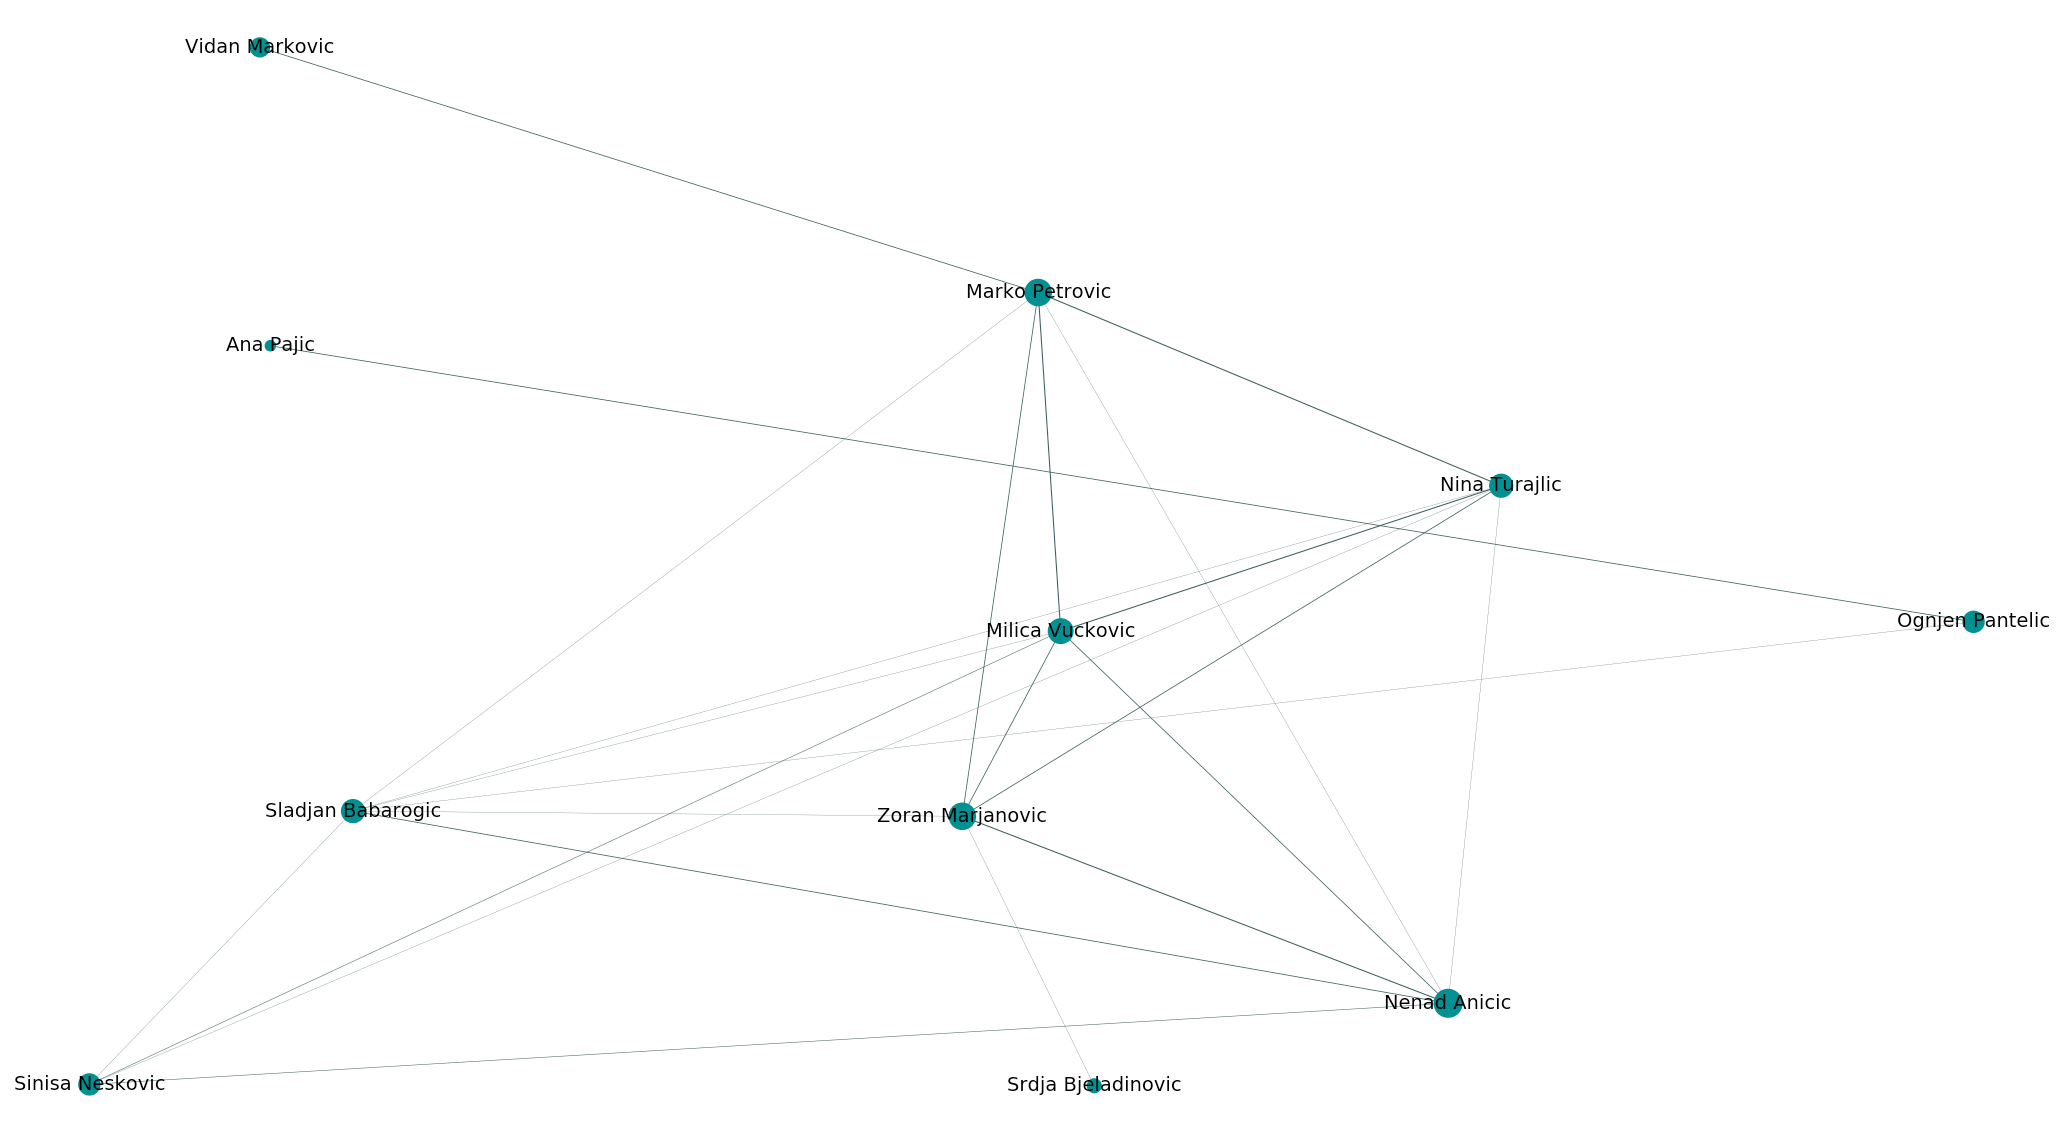 Vidan Markovic
Marko Petrovic
Ana Pajic
Nina Turajlic
Ognjen Pantelic
Milica Vuckovic
Sladjan Babarogic
Zoran Marjanovic
Nenad Anicic
Sinisa Neskovic
Srdja Bjeladinovic